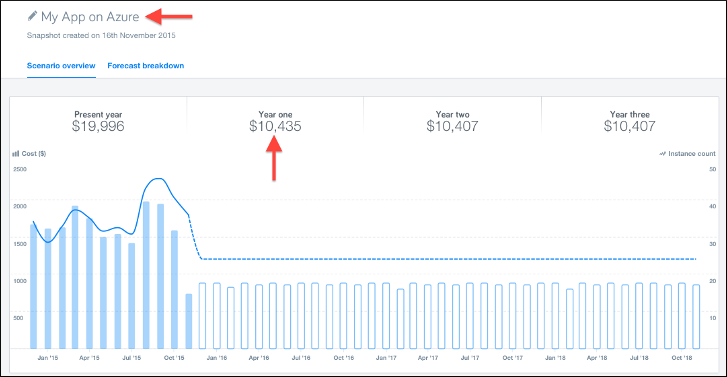 My App on Azure
Snapshot created on 18th November 2015
Scenario overview Forecast breakdown
Present year Year one Year two Year three
$19,996 $10,435 $10,407 $10,407
Cost ($) Instance count
2500 50
2000 40
1500 30
1000 20
500 10
Jan '15 Apr '15 Jul '15 Oct '15 Jan '16 Apr '16 Jul '16 Oct '16 Jan '17 Apr '17 Jul '17 Oct '17 Jan '18 Apr '18 Jul '18 Oct '18